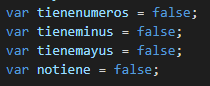 var tienenumeros = false;
var tieneminus = false;
var tienemayus = false;
var notiene = false;